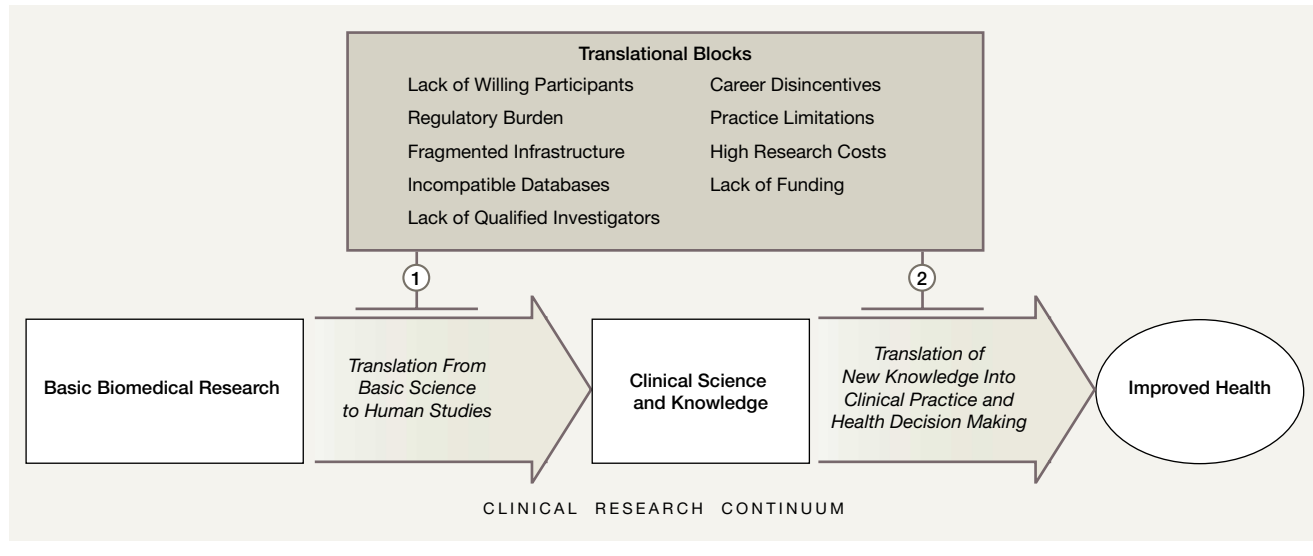 Translational Blocks
Lack of Willing Participants
Regulatory Burden
Fragmented Infrastructure
Incompatible Databases
Lack of Qualified Investigators
Career Disincentives
Practice Limitations
High Research Costs
Lack of Funding
1
2
Basic Biomedical Research
Translation From
Basic Science
to Human Studies
Clinical Science
and Knowledge
Translation of
New Knowledge Into
Clinical Practice and
Health Decision Making
Improved Health
CLINICAL RESEARCH CONTINUUM